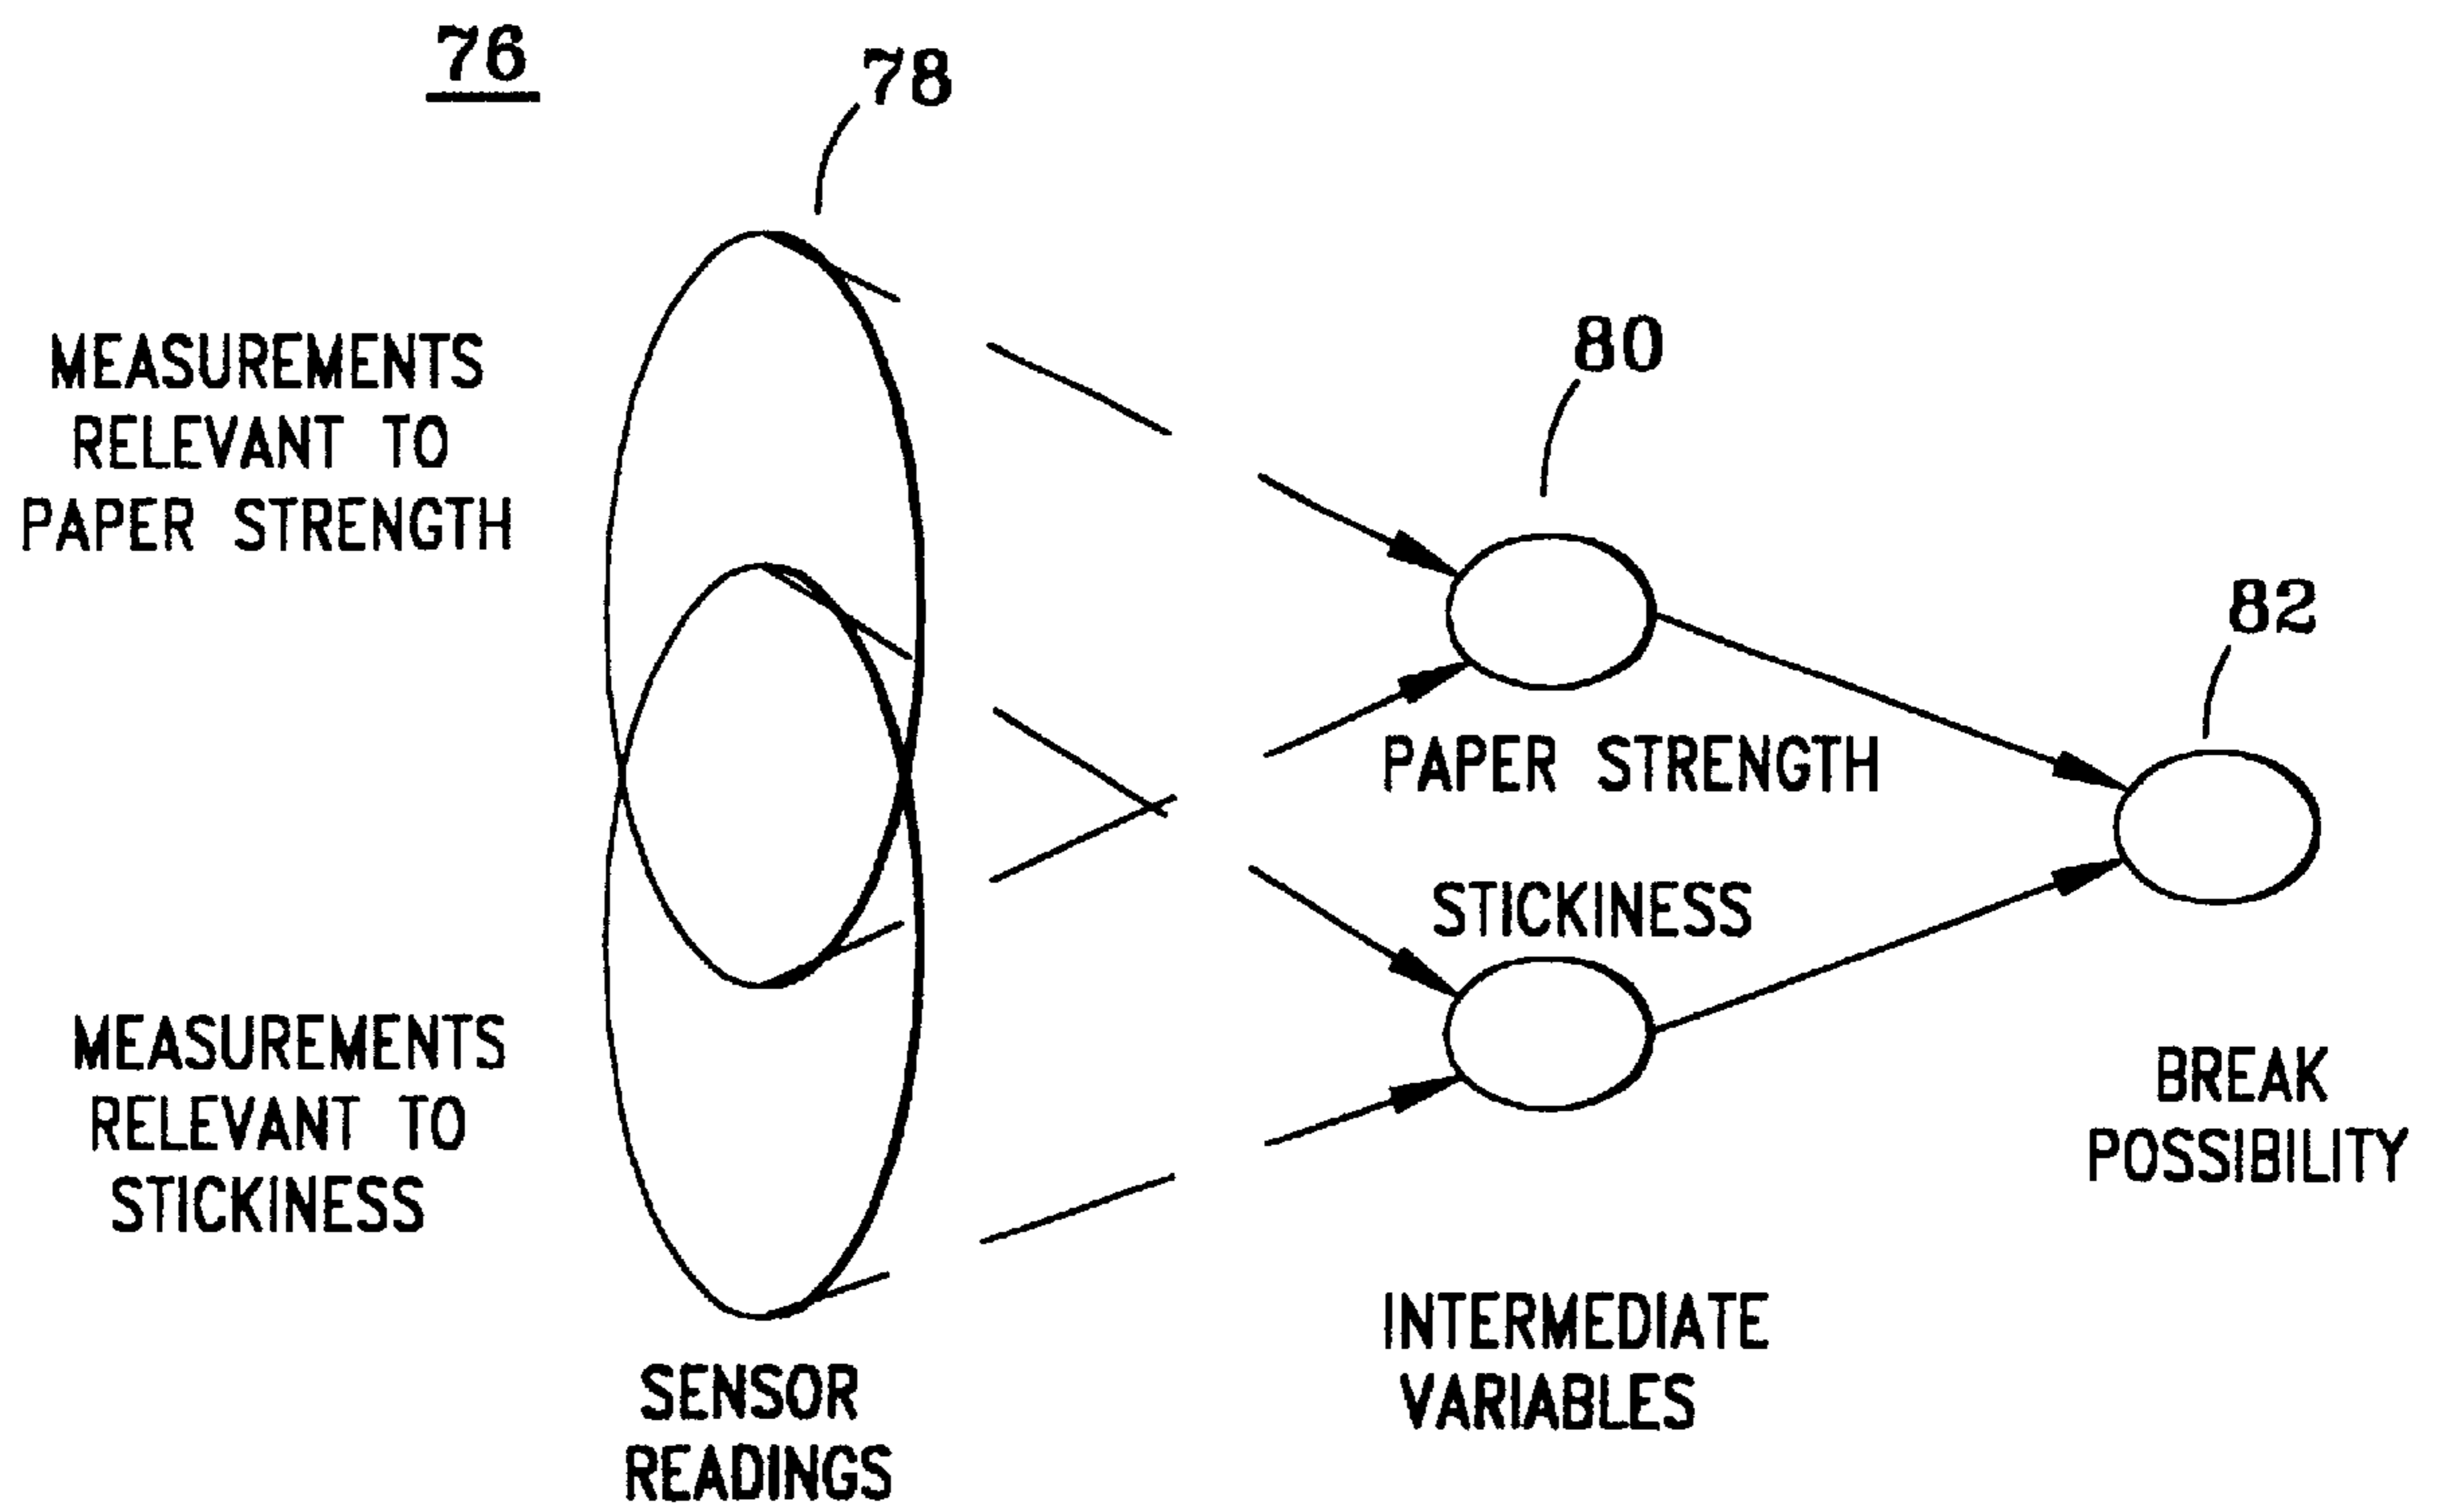 76
78
MEASUREMENTS
RELEVANT TO
PAPER STRENGTH
80
82
PAPER STRENGTH
STICKINESS
MEASUREMENTS
RELEVANT TO
STICKINESS
BREAK
POSSIBILITY
INTERMEDIATE
VARIABLES
SENSOR
READINGS